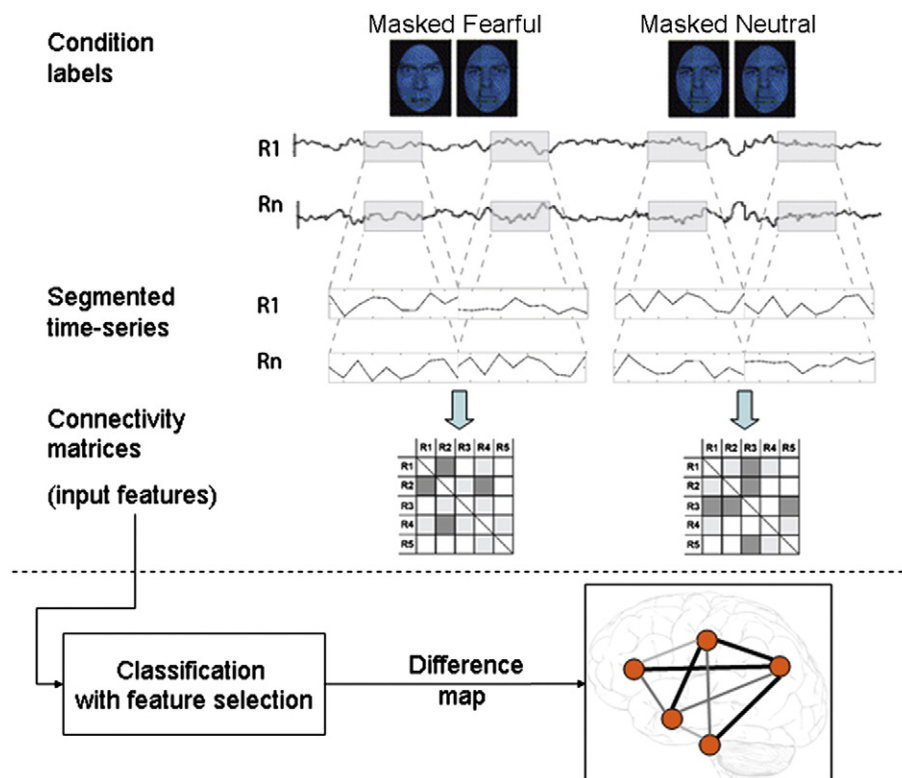 Masked Fearful Masked Neutral
Condition
labels
R1
Rn
Segmented
time-series
R1
Rn
Connectivity
matrices
(input features)
R1 R2 R3 R4 R5
R1
R2
R3
R4
R5
R1 R2 R3 R4 R5
R1
R2
R3
R4
R5
Classification
with feature selection
Difference
map